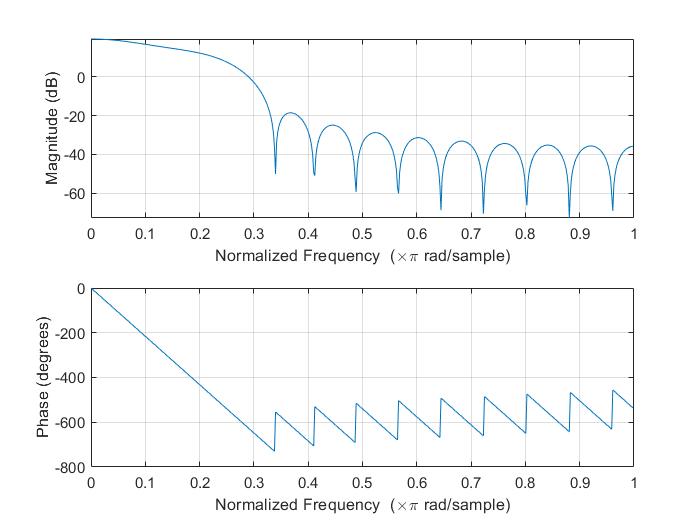 0
-20
-40
-60
Magnitude (dB)
0 0.1 0.2 0.3 0.4 0.5 0.6 0.7 0.8 0.9 1
Normalized Frequency (×π rad/sample)
0
-200
-400
-600
-800
Phase (degrees)
0 0.1 0.2 0.3 0.4 0.5 0.6 0.7 0.8 0.9 1
Normalized Frequency (×π rad/sample)